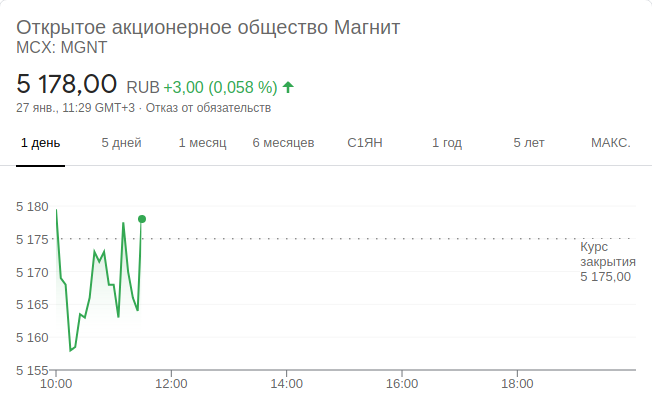 Открытое акционерное общество Магнит
MCX: MGNT
5 178,00 RUB +3,00 (0,058 %)
27 янв., 11:29 GMT+3 · Отказ от обязательств
1 день 5 дней 1 месяц 6 месяцев С1ЯН 1 год 5 лет МАКС.
5 180
5 175
Курс
закрытия
5 175,00
5 170
5 165
5 160
5 155
10:00 12:00 14:00 16:00 18:00